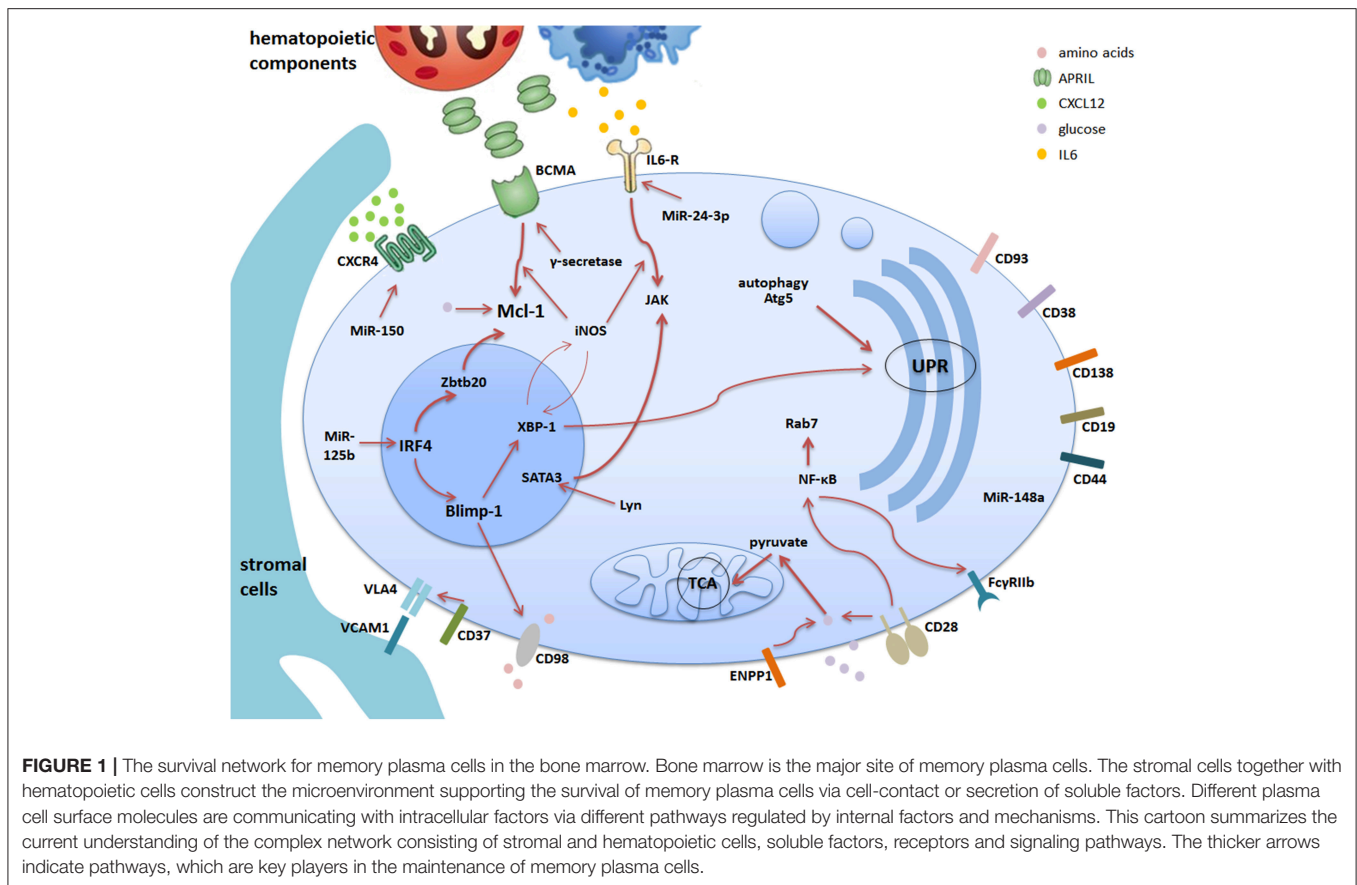 hematopoietic
components
amino acids
APRIL
CXCL12
glucose
IL6
BCMA
IL6-R
MiR-24-3p
CXCR4
γ-secretase
CD93
MiR-150
Mcl-1
JAK
iNOS
autophagy
Atg5
CD38
UPR
CD138
Zbtb20
CD19
MiR-
125b
IRF4
XBP-1
Rab7
CD44
SATA3
NF-κB
MiR-148a
Blimp-1
Lyn
pyruvate
stromal
cells
TCA
FcγRIIb
VLA4
VCAM1
CD37
CD98
CD28
ENPP1
FIGURE 1 | The survival network for memory plasma cells in the bone marrow. Bone marrow is the major site of memory plasma cells. The stromal cells together with
hematopoietic cells construct the microenvironment supporting the survival of memory plasma cells via cell-contact or secretion of soluble factors. Different plasma
cell surface molecules are communicating with intracellular factors via different pathways regulated by internal factors and mechanisms. This cartoon summarizes the
current understanding of the complex network consisting of stromal and hematopoietic cells, soluble factors, receptors and signaling pathways. The thicker arrows
indicate pathways, which are key players in the maintenance of memory plasma cells.